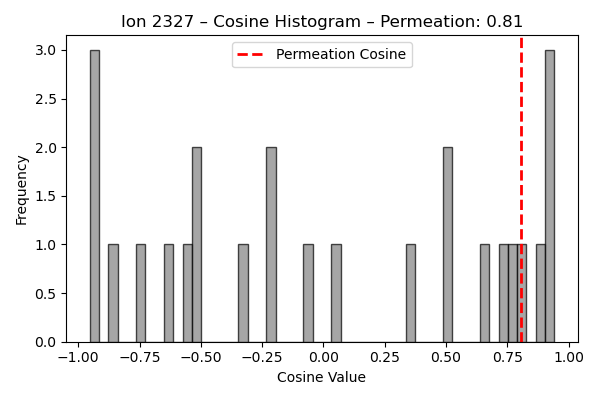 Ion 2327 – Cosine Histogram – Permeation: 0.81
Permeation Cosine
Frequency
3.0
2.5
2.0
1.5
1.0
0.5
0.0
−1.00 −0.75 −0.50 −0.25 0.00 0.25 0.50 0.75 1.00
Cosine Value